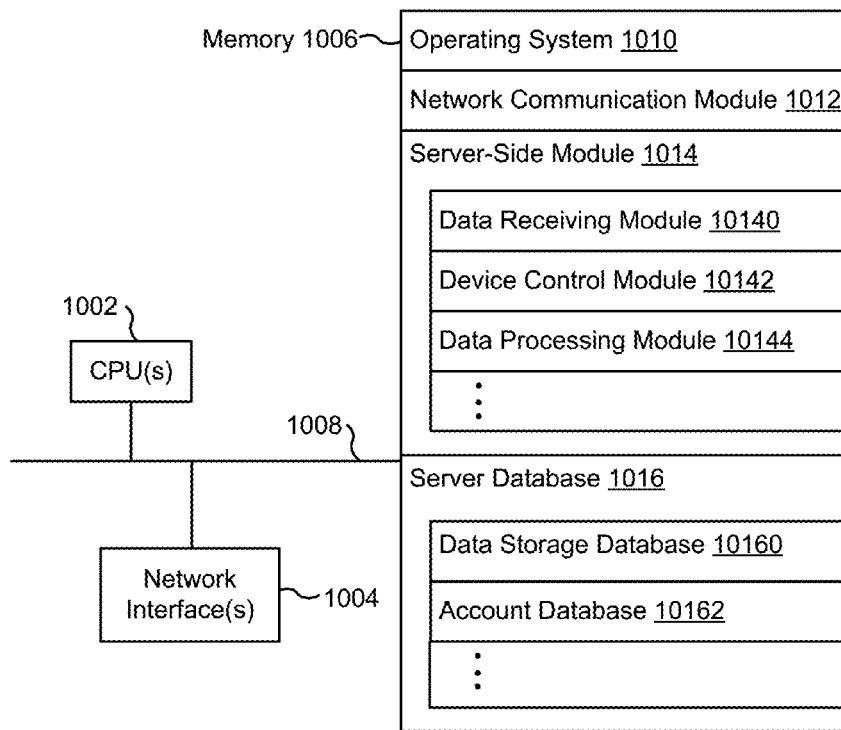 Memory 1006
Operating System 1010
Network Communication Module 1012
Server-Side Module 1014
Data Receiving Module 10140
Device Control Module 10142
Data Processing Module 10144
1002
CPU(s)
1008
Server Database 1016
Data Storage Database 10160
Account Database 10162
Network
Interface(s)
1004